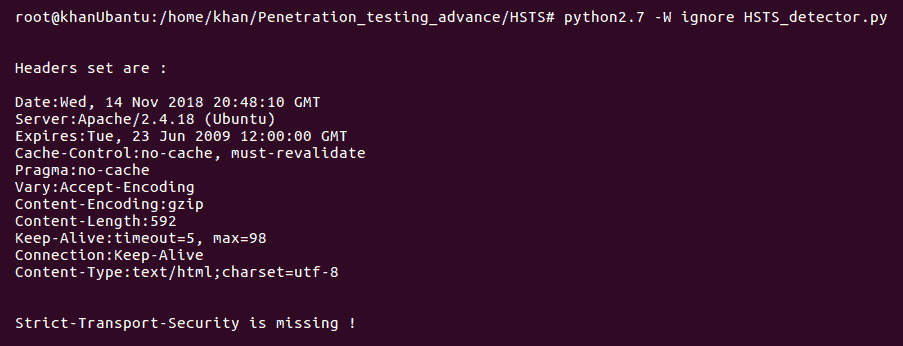 root@khanUbantu:/home/khan/Penetration_testing_advance/HSTS# python2.7 -W ignore HSTS_detector.py
Headers set are :
Date:Wed, 14 Nov 2018 20:48:10 GMT
Server:Apache/2.4.18 (Ubuntu)
Expires:Tue, 23 Jun 2009 12:00:00 GMT
Cache-Control:no-cache, must-revalidate
Pragma:no-cache
Vary:Accept-Encoding
Content-Encoding:gzip
Content-Length:592
Keep-Alive:timeout=5, max=98
Connection:Keep-Alive
Content-Type:text/html;charset=utf-8
Strict-Transport-Security is missing !